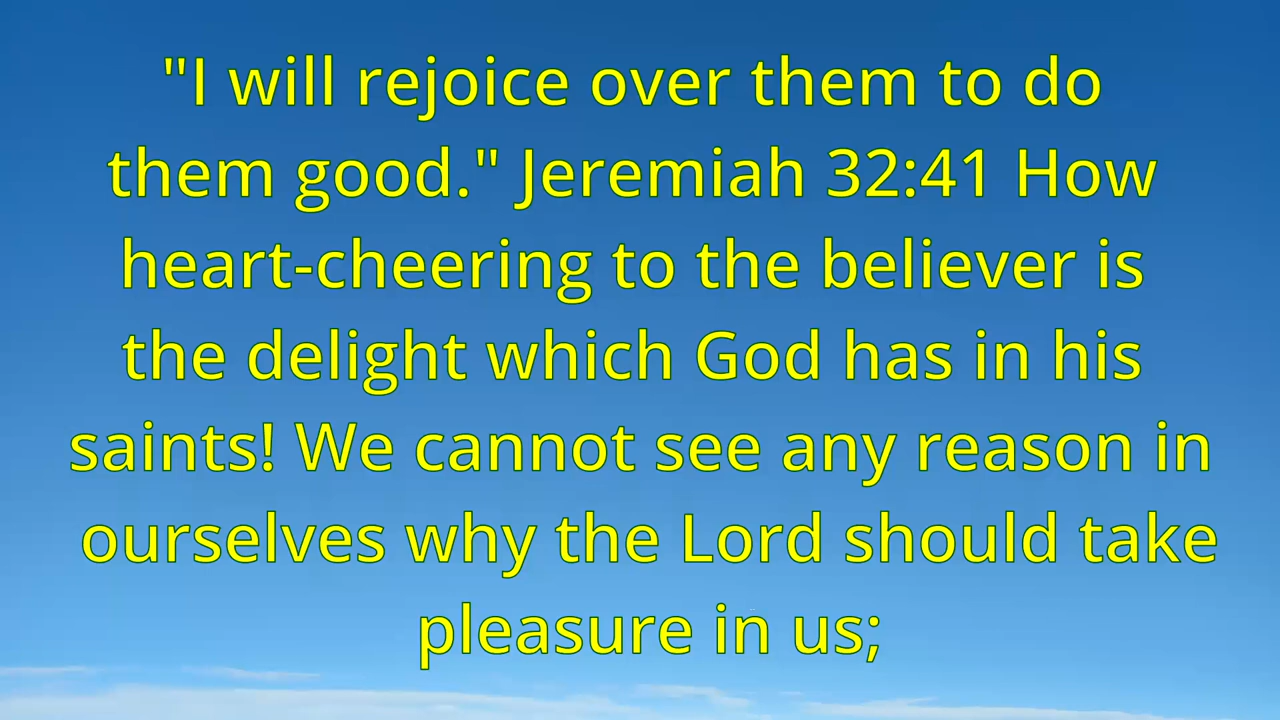 "I will rejoice over them to do
them good." Jeremiah 32:41 How
heart-cheering to the believer is
the delight which God has in his
saints! We cannot see any reason in
ourselves why the Lord should take
pleasure in us;